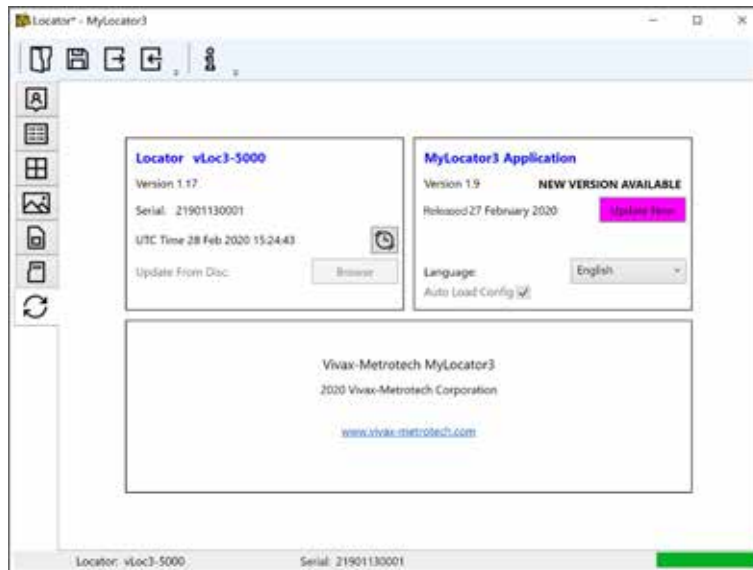 Locator* - MyLocator3
Locator vLoc3-5000
Version 1.17
Serial: 21901130001
UTC Time 28 Feb 2020 15:24:43
Update From Disc:
Browse
MyLocator3 Application
Version 1.9 NEW VERSION AVAILABLE
Released 27 February 2020
Update Now
Language: English
Auto Load Config
Vivax-Metrotech MyLocator3
2020 Vivax-Metrotech Corporation
www.vivax-metrotech.com
Locator: vLoc3-5000 Serial: 21901130001